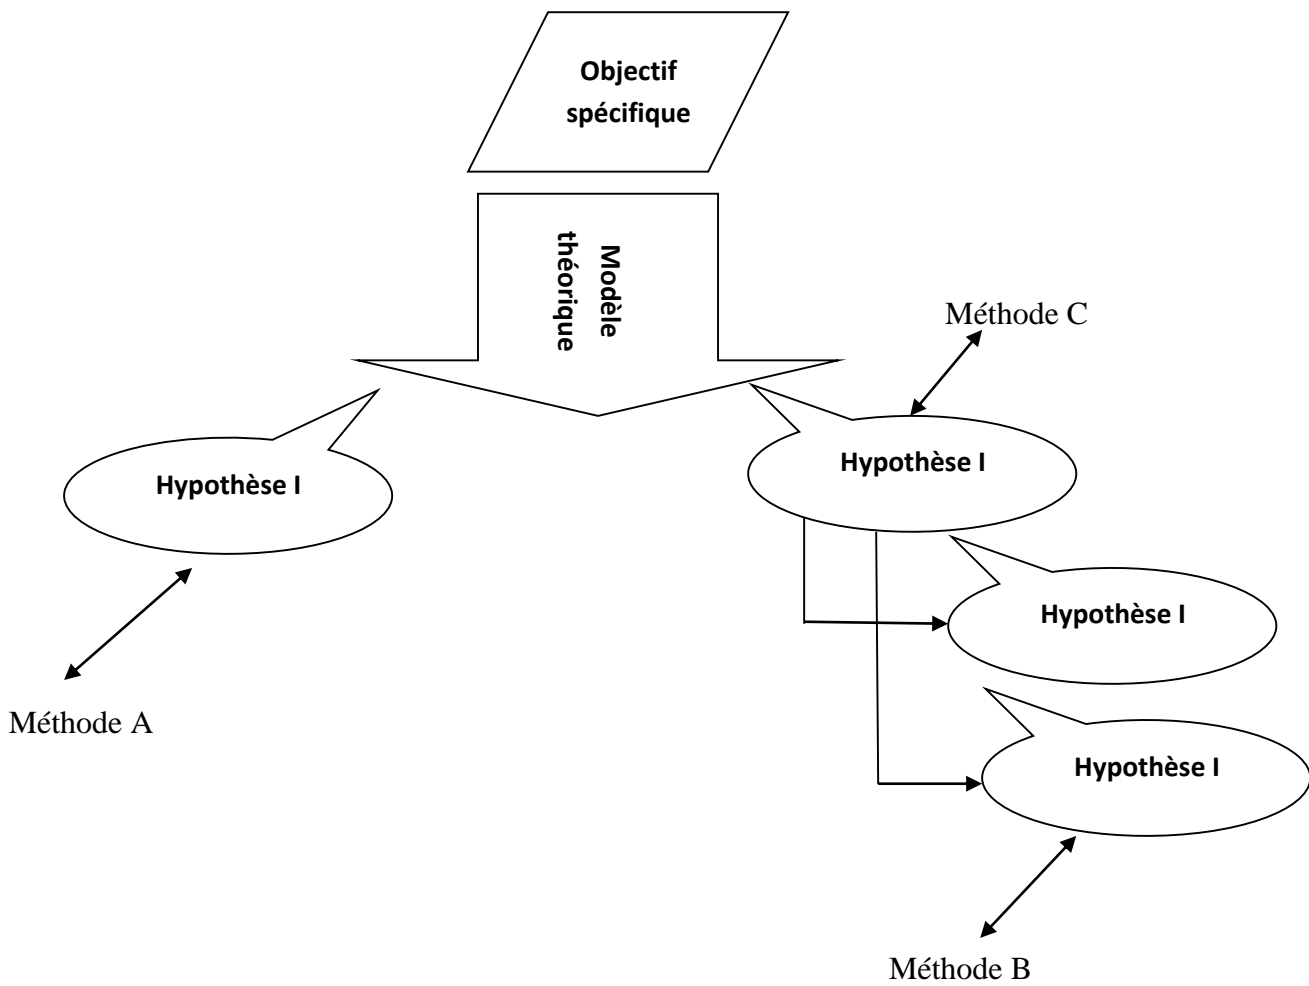 Objectif
spécifique
Modèle
théorique
Méthode C
Hypothèse I
Hypothèse I
Hypothèse I
Méthode A
Hypothèse I
Méthode B